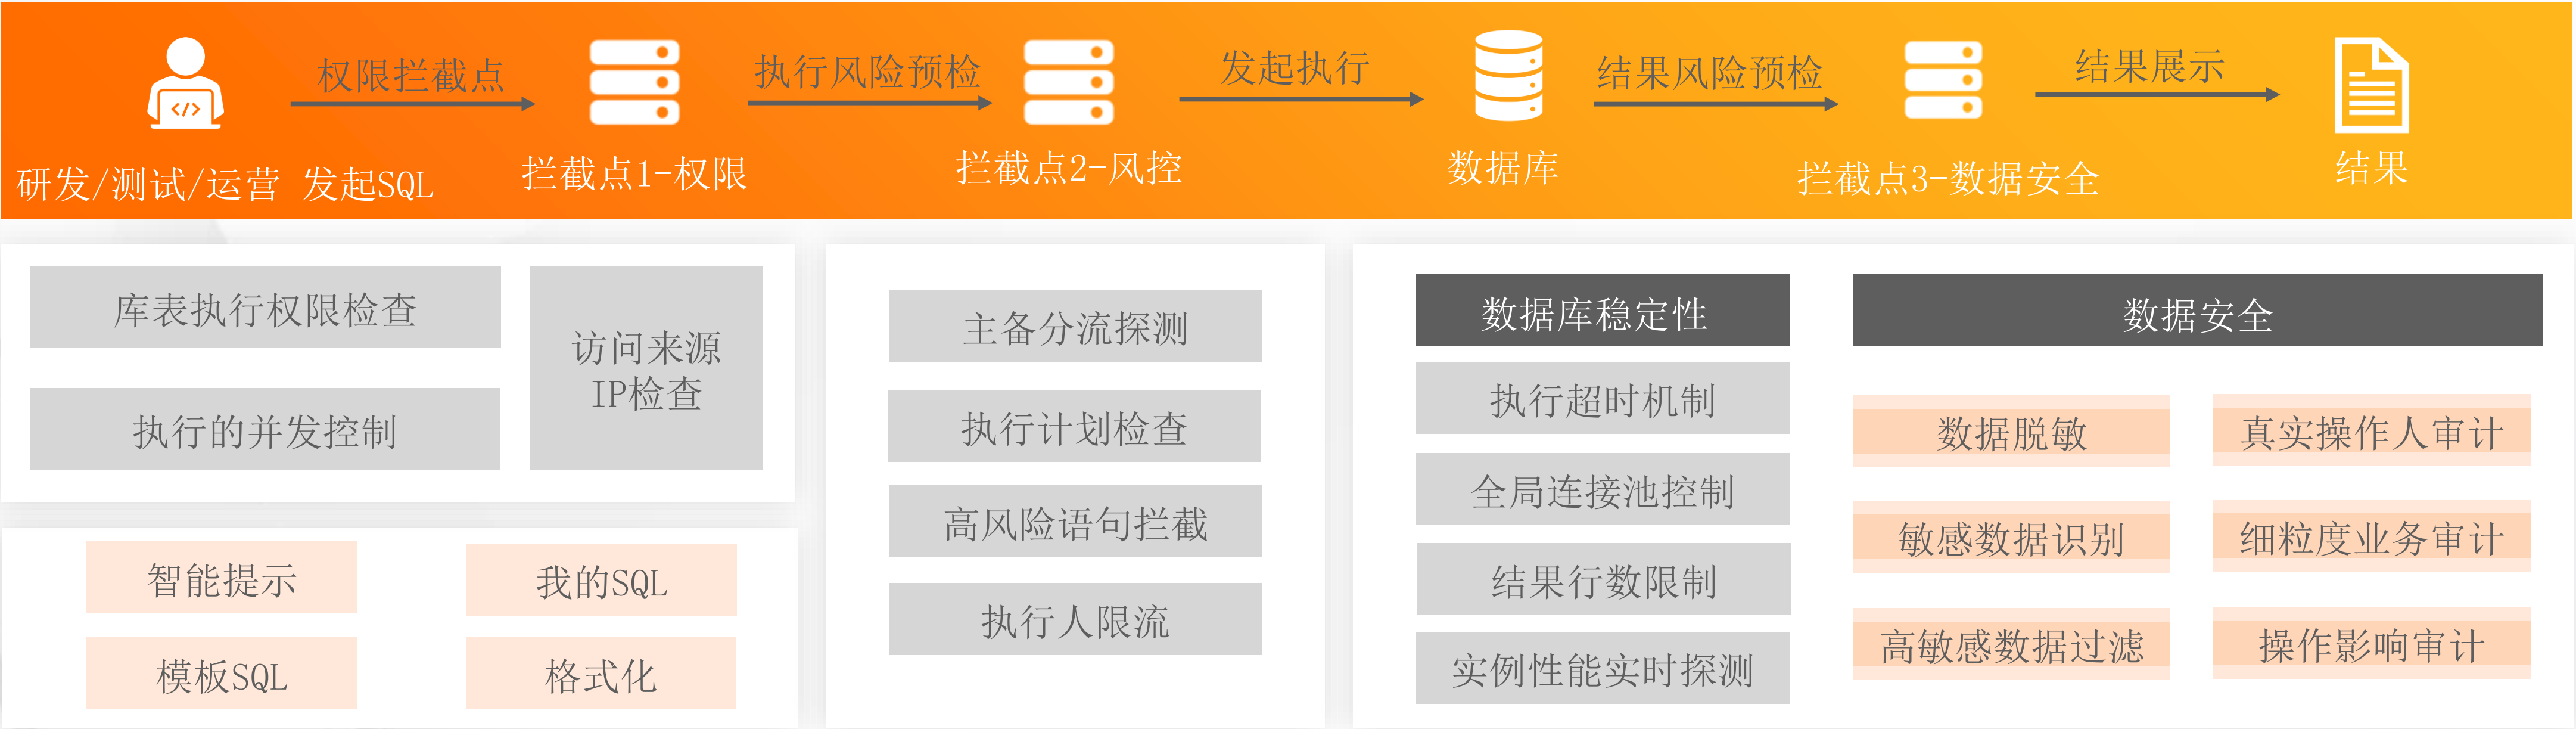 权限拦截点
执行风险预检
发起执行
结果风险预检
结果展示
</>
研发/测试/运营 发起SQL
拦截点1-权限
拦截点2-风控
数据库
拦截点3-数据安全
结果
库表执行权限检查
执行的并发控制
访问来源
IP检查
智能提示
我的SQL
模板SQL
格式化
主备分流探测
执行计划检查
高风险语句拦截
执行人限流
数据库稳定性
执行超时机制
全局连接池控制
结果行数限制
实例性能实时探测
数据安全
数据脱敏
真实操作人审计
敏感数据识别
细粒度业务审计
高敏感数据过滤
操作影响审计